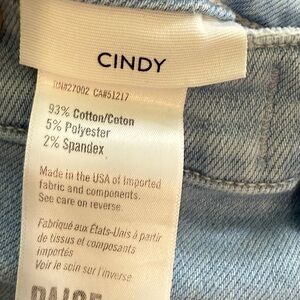 CINDY
RN#27002 CA#51217
93% Cotton/Coton
5% Polyester
2% Spandex
Made in the USA of Imported
fabric and components.
See care on reverse.
Fabriqué aux États-Unis à partir
de tissus et composants
importés
Voir le soin sur l'inverse
PAIGE